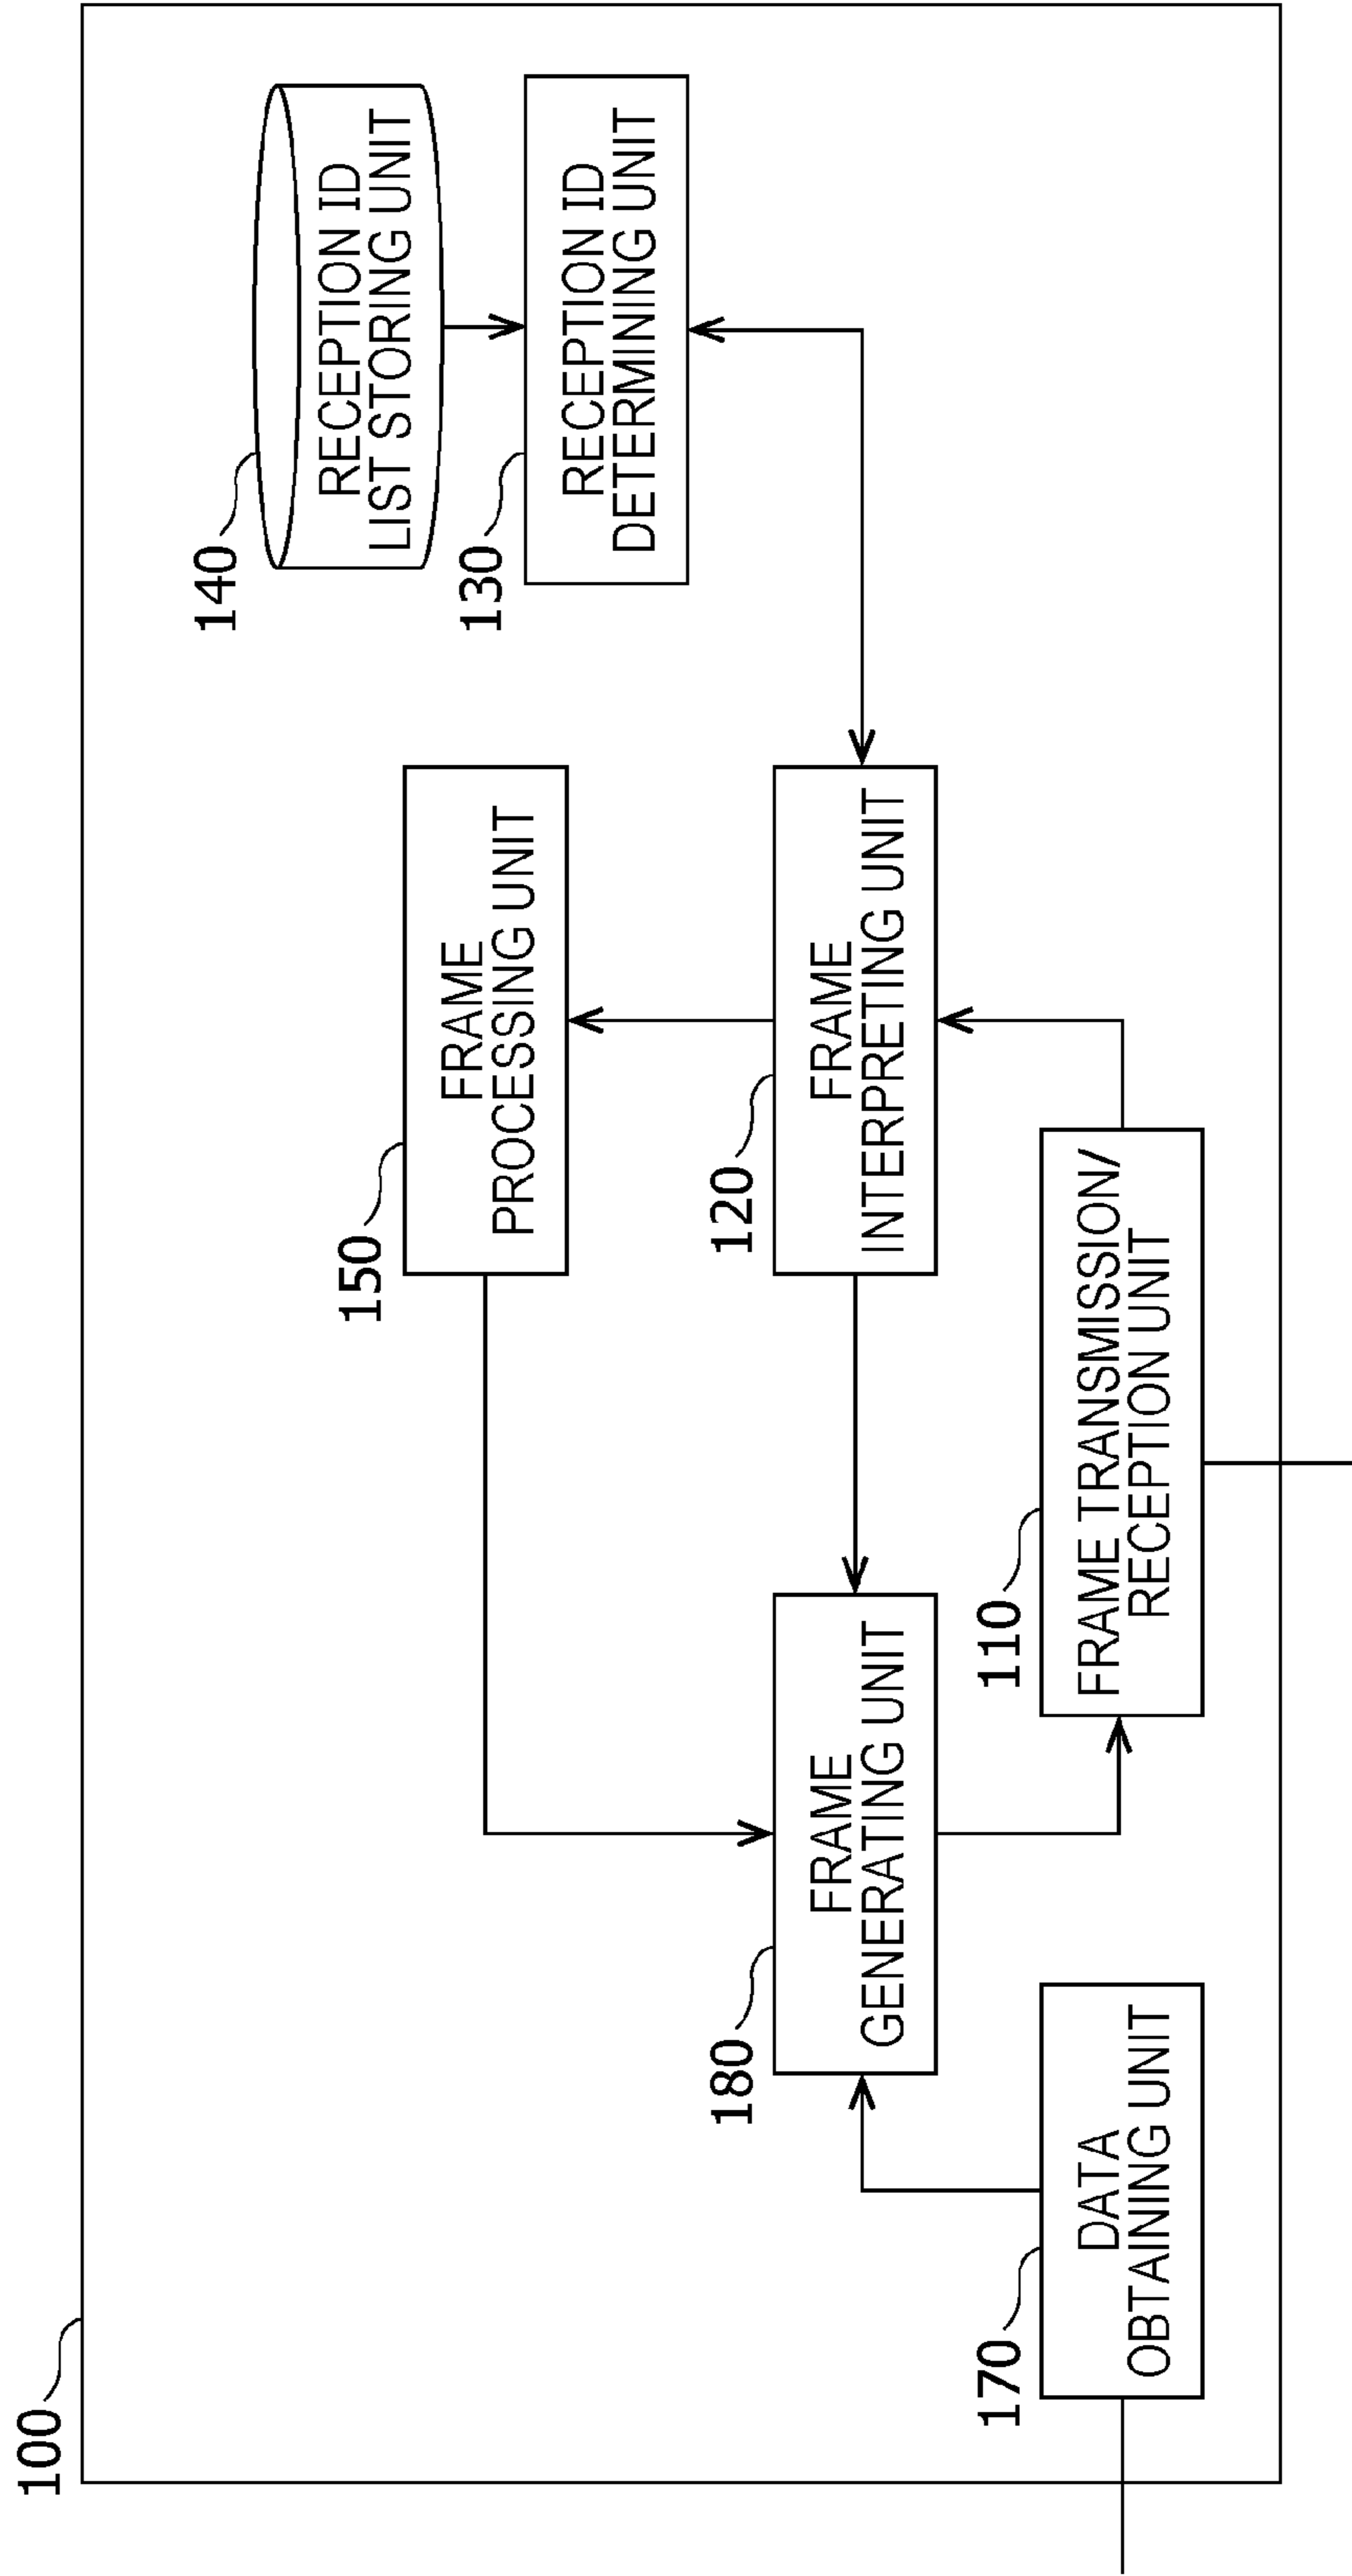 100
140
RECEPTION ID
LIST STORING UNIT
130
RECEPTION ID
DETERMINING UNIT
150
FRAME
PROCESSING UNIT
120
FRAME
INTERPRETING UNIT
180
FRAME
GENERATING UNIT
110
FRAME TRANSMISSION/
RECEPTION UNIT
170
DATA
OBTAINING UNIT